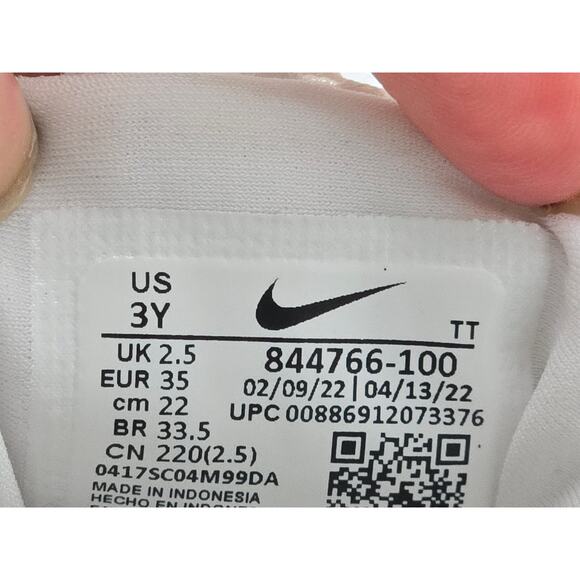 US
3Y
TT
UK 2.5
EUR 35
cm 22
BR 33.5
CN 220(2.5)
844766-100
02/09/22 | 04/13/22
UPC 00886912073376
0417SC04M99DA
MADE IN INDONESIA
HECHO EN